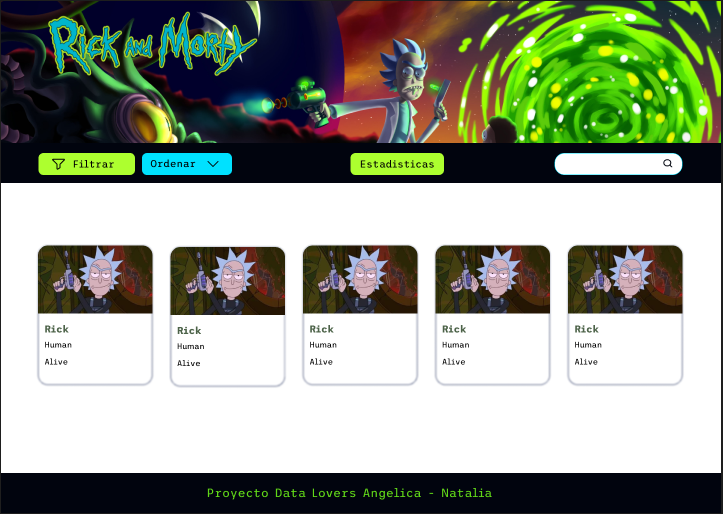 Rick and Morty
Filtrar
Ordenar
Estadisticas
Rick
Human
Alive
Rick
Human
Alive
Rick
Human
Alive
Rick
Human
Alive
Rick
Human
Alive
Proyecto Data Lovers Angelica - Natalia